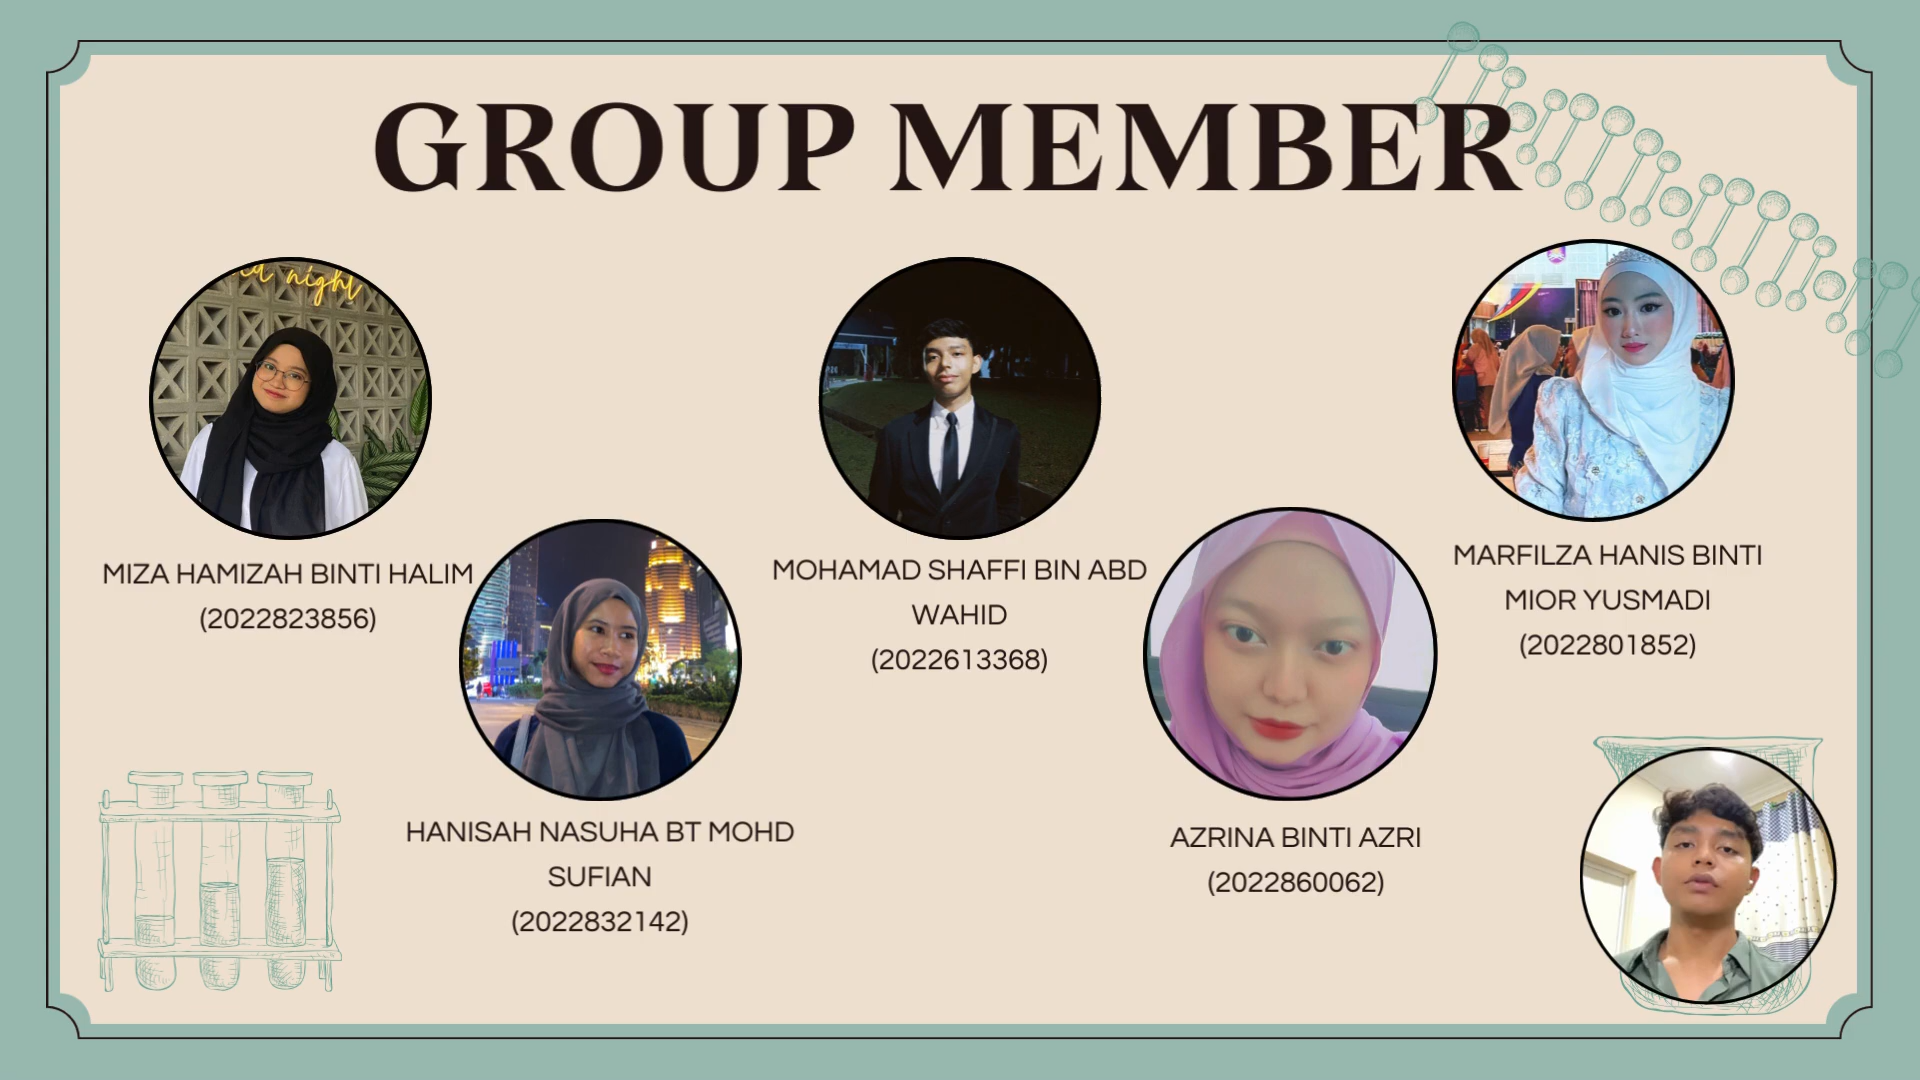 GROUP MEMBER
night
MIZA HAMIZAH BINTI HALIM
(2022823856)
HANISAH NASUHA BT MOHD
SUFIAN
(2022832142)
MOHAMAD SHAFFI BIN ABD
WAHID
(2022613368)
AZRINA BINTI AZRI
(2022860062)
MARFILZA HANIS BINTI
MIOR YUSMADI
(2022801852)